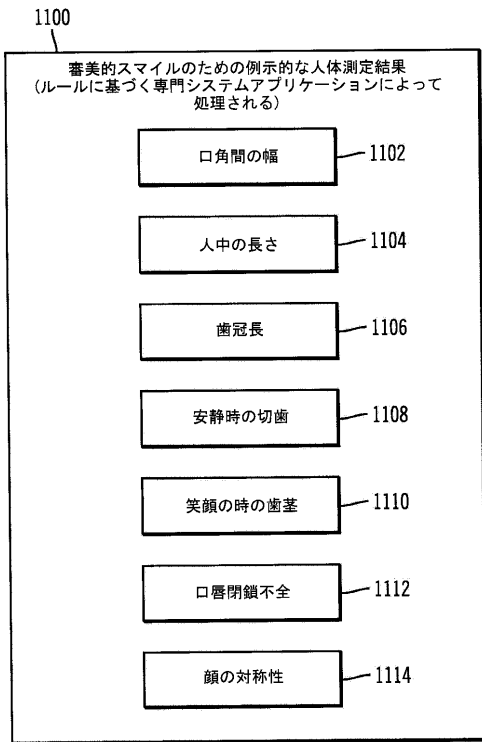 1100
審美的スマイルのための例示的な人体測定結果
(ルールに基づく専門システムアプリケーションによって
処理される)
口角間の幅 1102
人中の長さ 1104
歯冠長 1106
安静時の切歯 1108
笑顔の時の歯茎 1110
口唇閉鎖不全 1112
顔の対称性 1114